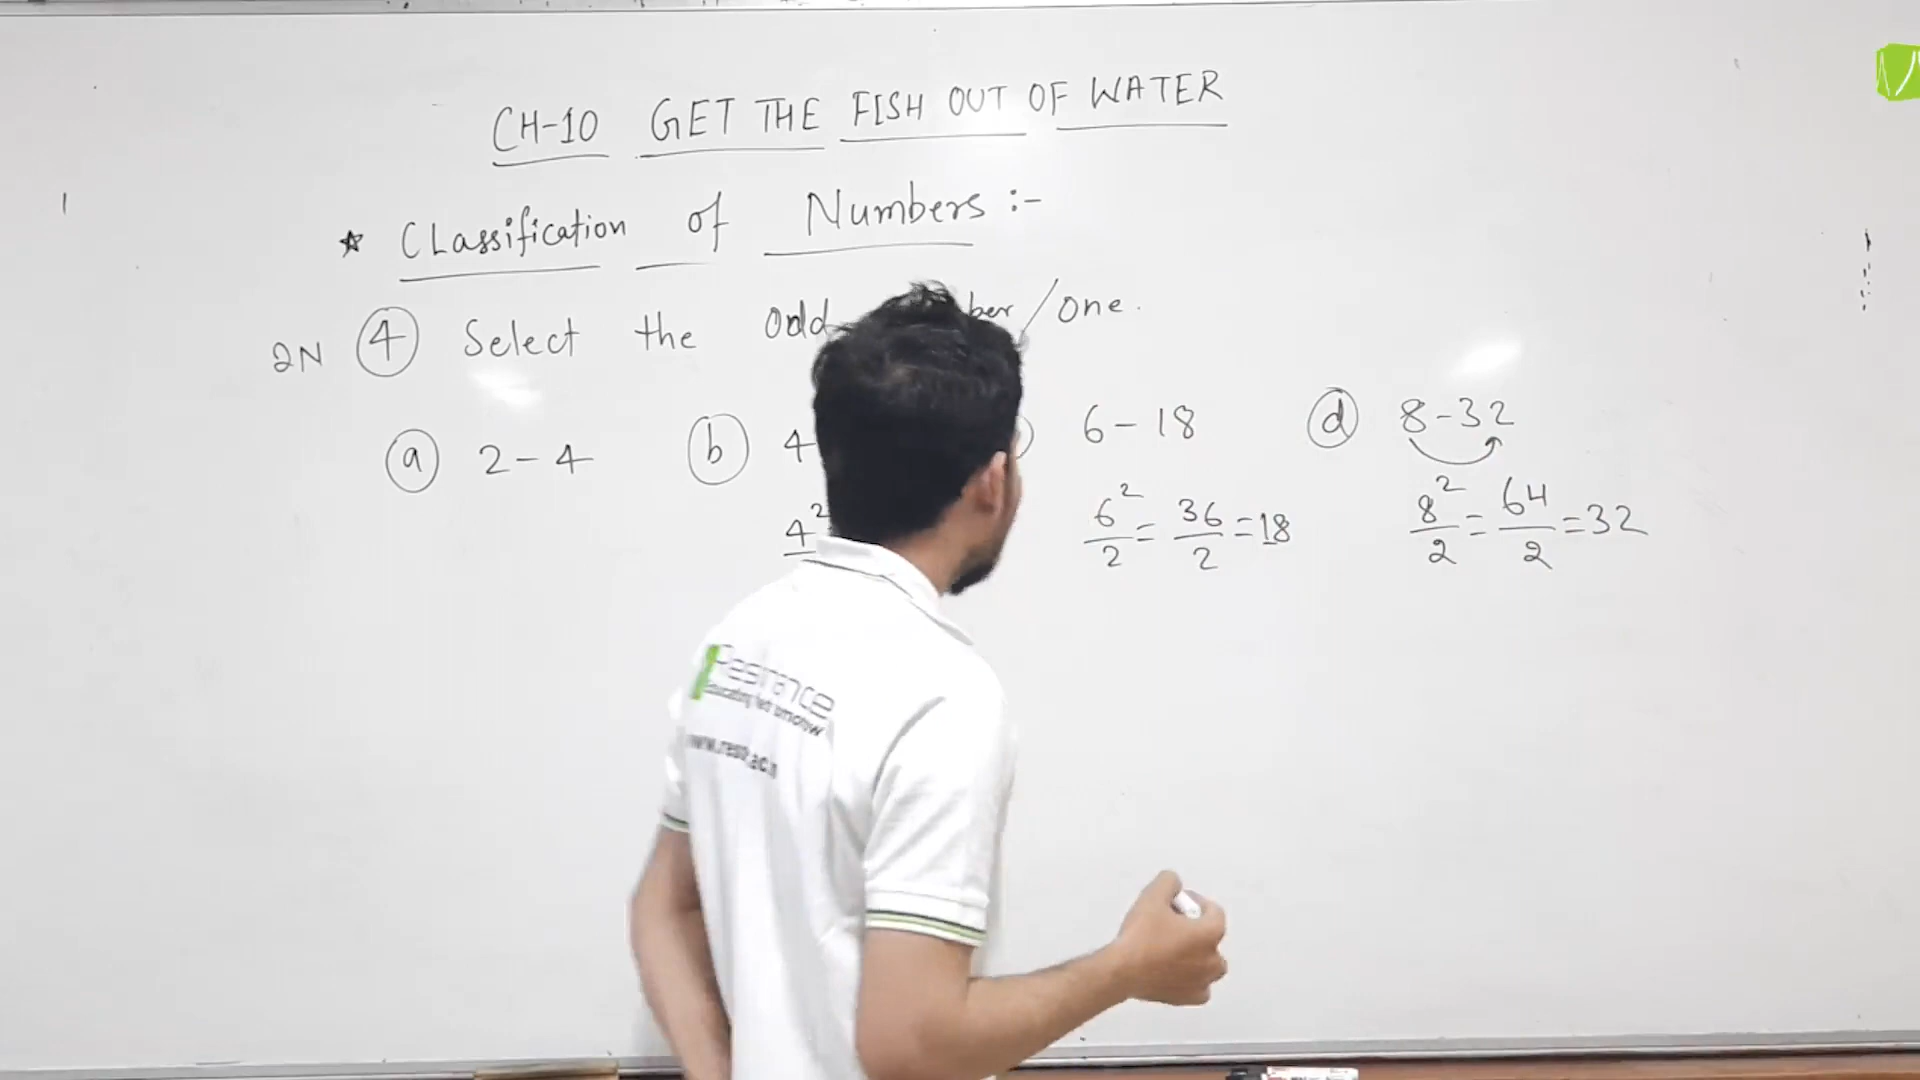 CH-10 GET THE FISH OUT OF WATER
* Classification of Numbers :-
2N 4 Select the odd /one.
a 2-4 b 4 6-18 d 8-32
4² 6²/2 = 36/2 = 18 8²/2 = 64/2 = 32